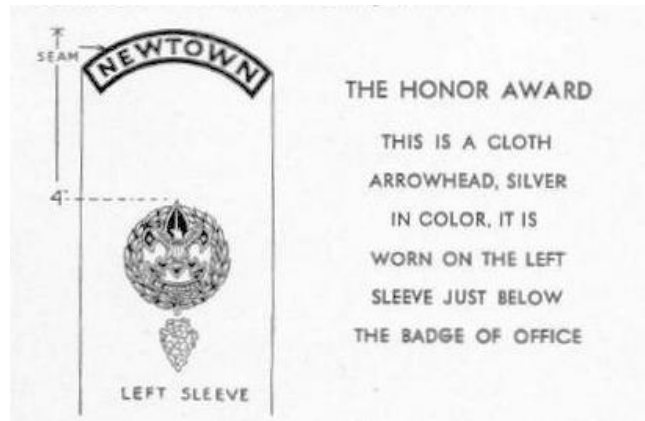 SEAM
NEWTOWN
4"
LEFT SLEEVE
THE HONOR AWARD
THIS IS A CLOTH
ARROWHEAD, SILVER
IN COLOR, IT IS
WORN ON THE LEFT
SLEEVE JUST BELOW
THE BADGE OF OFFICE